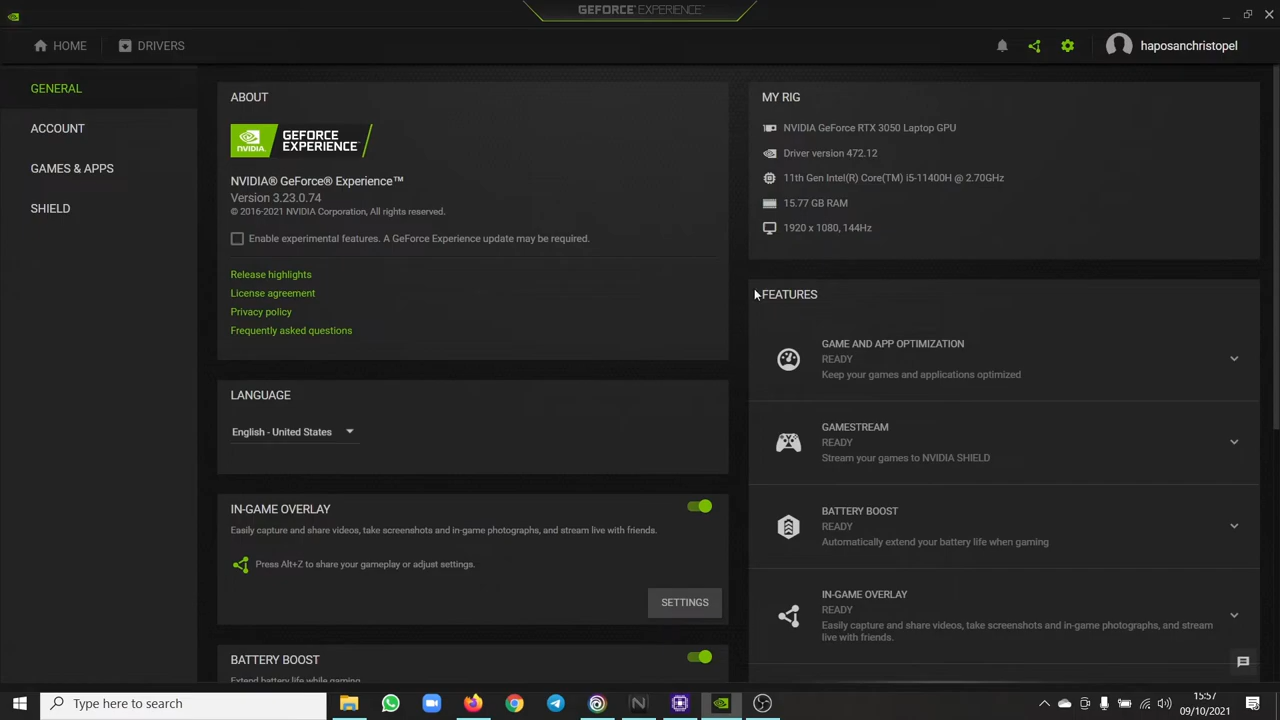 GEFORCE EXPERIENCE
HOME
DRIVERS
haposanchristopel
GENERAL
ACCOUNT
GAMES & APPS
SHIELD
ABOUT
NVIDIA.
GEFORCE
EXPERIENCE
NVIDIA® GeForce® Experience™
Version 3.23.0.74
© 2016-2021 NVIDIA Corporation, All rights reserved.
Enable experimental features. A GeForce Experience update may be required.
Release highlights
License agreement
Privacy policy
Frequently asked questions
LANGUAGE
English - United States
IN-GAME OVERLAY
Easily capture and share videos, take screenshots and in-game photographs, and stream live with friends.
Press Alt+Z to share your gameplay or adjust settings.
SETTINGS
BATTERY BOOST
Extend battery life while gaming
MY RIG
NVIDIA GeForce RTX 3050 Laptop GPU
Driver version 472.12
11th Gen Intel(R) Core(TM) i5-11400H @ 2.70GHz
15.77 GB RAM
1920 x 1080, 144Hz
FEATURES
GAME AND APP OPTIMIZATION
READY
Keep your games and applications optimized
GAMESTREAM
READY
Stream your games to NVIDIA SHIELD
BATTERY BOOST
READY
Automatically extend your battery life when gaming
IN-GAME OVERLAY
READY
Easily capture and share videos, take screenshots and in-game photographs, and stream
live with friends.
Type here to search
15:57
09/10/2021